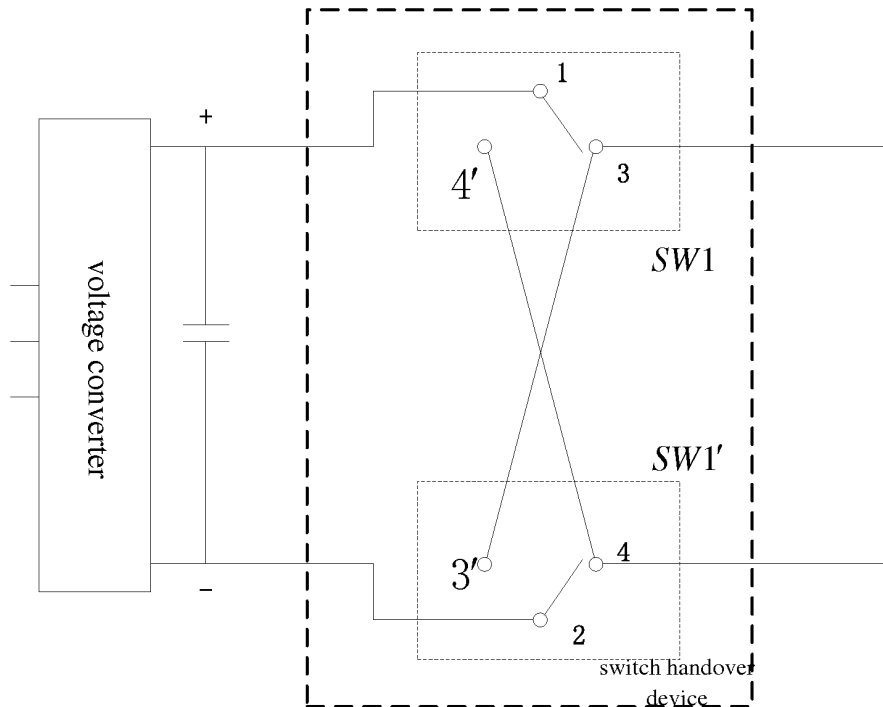 1
+
4′
3
SW1
voltage converter
SW1′
4
3′
−
2
switch handover
device